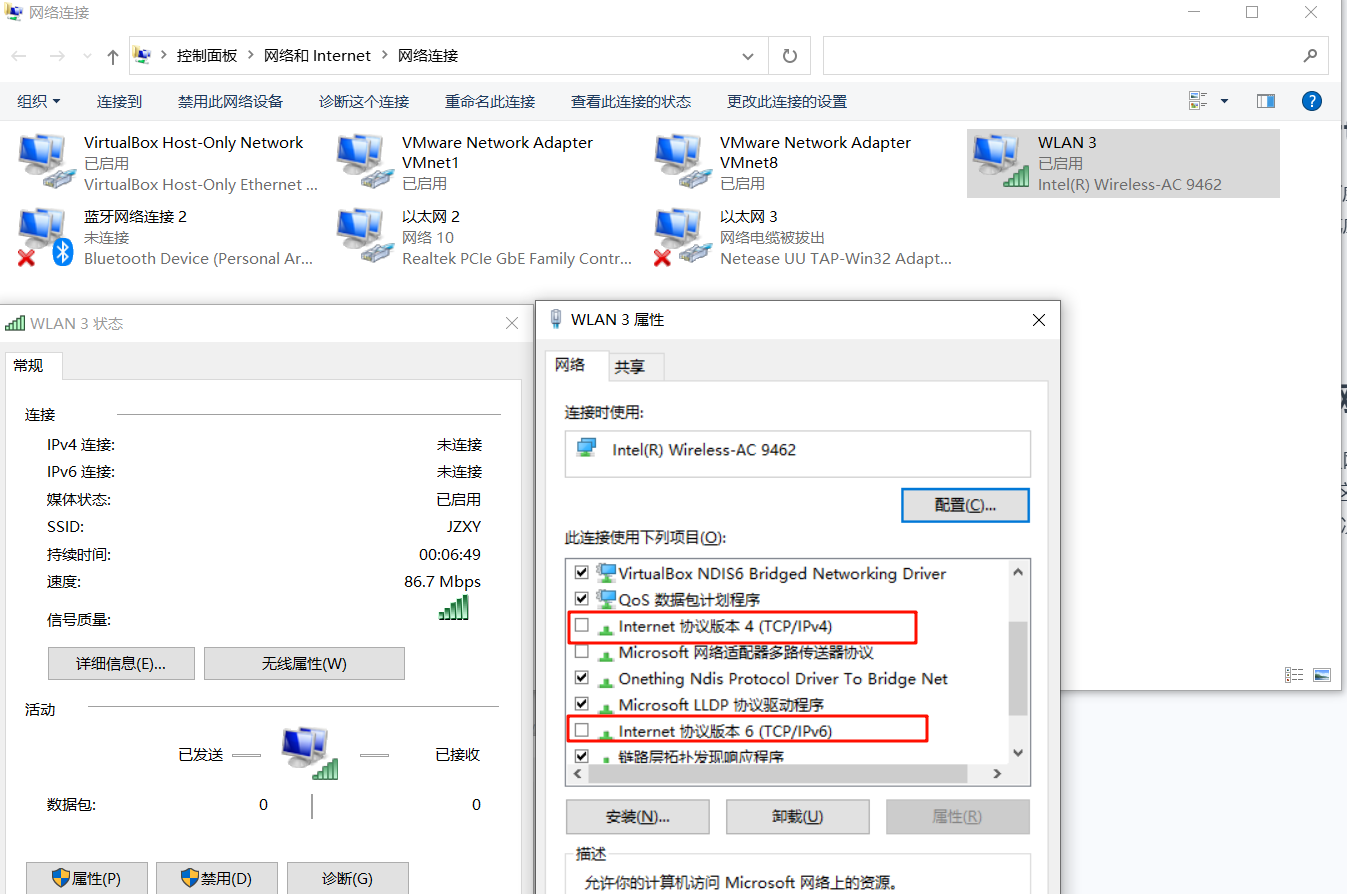 网络连接
控制面板 > 网络和 Internet > 网络连接
组织 连接到 禁用此网络设备 诊断这个连接 重命名此连接 查看此连接的状态 更改此连接的设置
VirtualBox Host-Only Network
已启用
VirtualBox Host-Only Ethernet ...
VMware Network Adapter
VMnet1
已启用
VMware Network Adapter
VMnet8
已启用
WLAN 3
已启用
Intel(R) Wireless-AC 9462
蓝牙网络连接 2
未连接
Bluetooth Device (Personal Ar...
以太网 2
网络 10
Realtek PCIe GbE Family Contr...
以太网 3
网络电缆被拔出
Netease UU TAP-Win32 Adapt...
WLAN 3 状态
常规
连接
IPv4 连接: 未连接
IPv6 连接: 未连接
媒体状态: 已启用
SSID: JZXY
持续时间: 00:06:49
速度: 86.7 Mbps
信号质量:
详细信息(E)... 无线属性(W)
活动
已发送 已接收
数据包: 0 0
属性(P) 禁用(D) 诊断(G)
WLAN 3 属性
网络 共享
连接时使用:
Intel(R) Wireless-AC 9462
配置(C)...
此连接使用下列项目(O):
VirtualBox NDIS6 Bridged Networking Driver
QoS 数据包计划程序
Internet 协议版本 4 (TCP/IPv4)
Microsoft 网络适配器多路传送器协议
Onething Ndis Protocol Driver To Bridge Net
Microsoft LLDP 协议驱动程序
Internet 协议版本 6 (TCP/IPv6)
链路层拓扑发现响应程序
安装(N)... 卸载(U) 属性(R)
描述
允许你的计算机访问 Microsoft 网络上的资源。